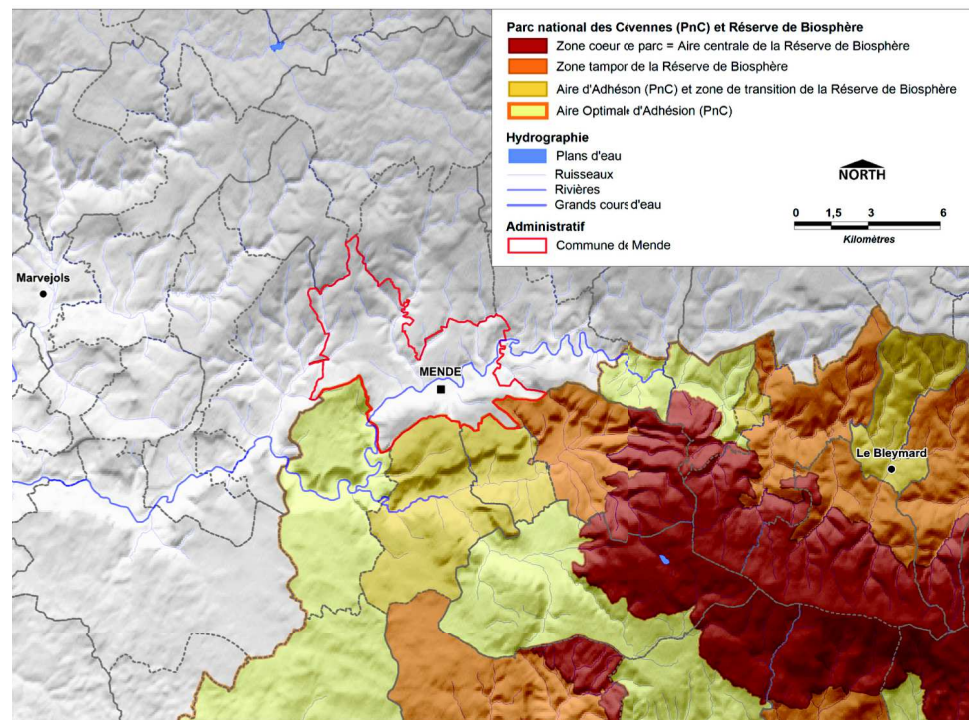 Parc national des Cévennes (PnC) et Réserve de Biosphère
Zone coeur œ parc = Aire centrale de la Réserve de Biosphère
Zone tampor de la Réserve de Biosphère
Aire d'Adhéson (PnC) et zone de transition de la Réserve de Biosphère
Aire Optimale d'Adhésion (PnC)
Hydrographie
Plans d'eau
Ruisseaux
Rivières
Grands cours d'eau
Administratif
Commune de Mende
NORTH
0 1,5 3 6
Kilomètres
Marvejols
MENDE
Le Bleymard